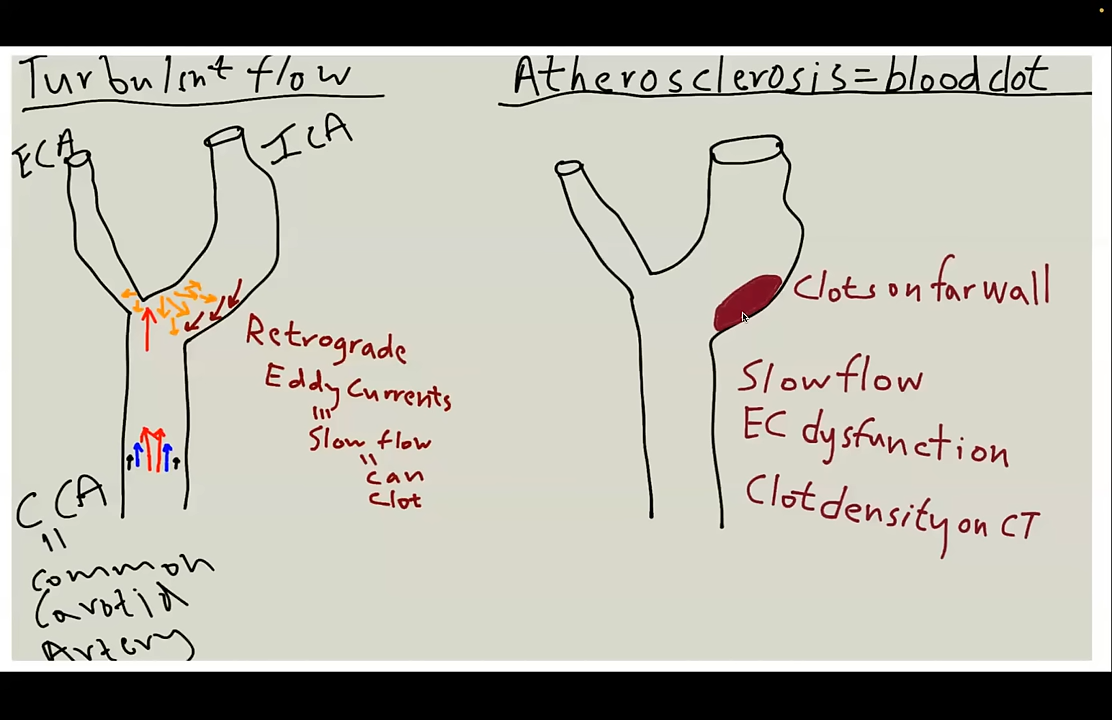 Turbulent flow
ECA
ICA
Retrograde
Eddy Currents
Slow flow
=
can
clot
CCA
=
common
Carotid
Artery
Atherosclerosis=bloodclot
Clots on far wall
Slow flow
EC dysfunction
Clot density on CT